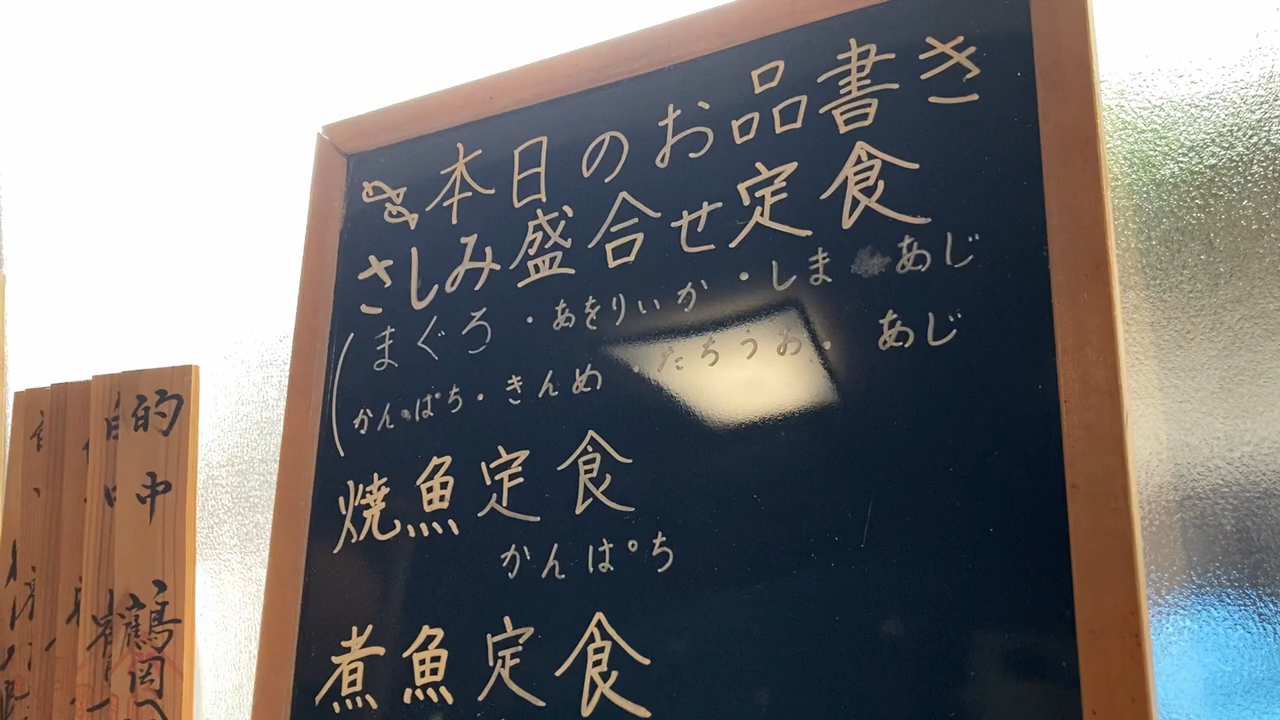 本日のお品書き
さしみ盛合せ定食
(まぐろ・あをりいか・しまあじ
かんぱち・きんめ・たちうお・あじ
焼魚定食
かんぱち
煮魚定食
的中
鶴岡八